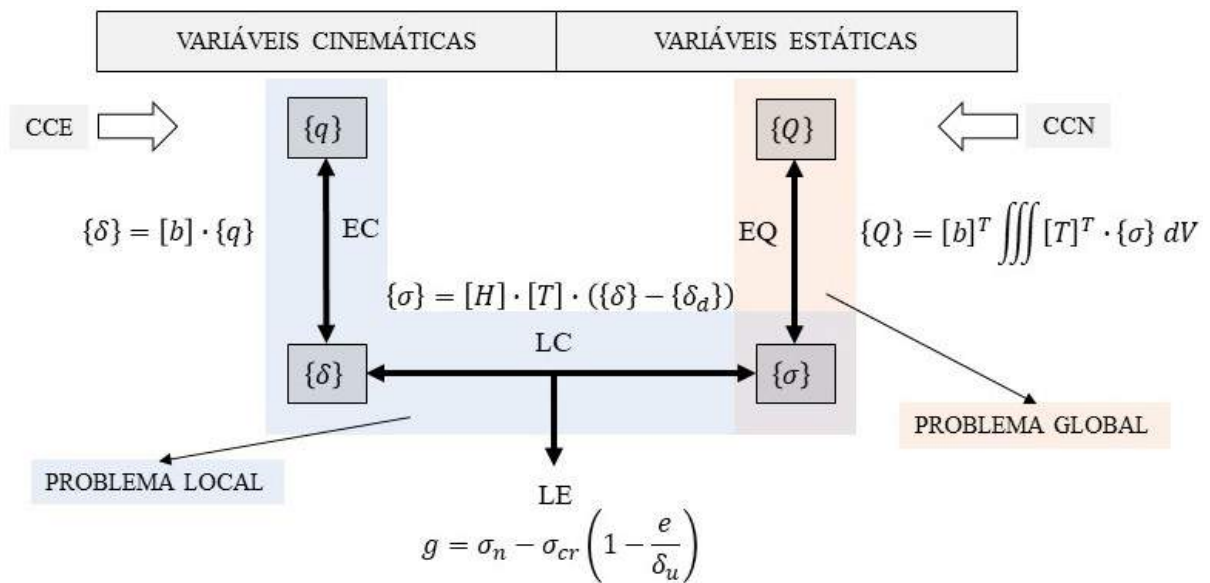 VARIÁVEIS CINEMÁTICAS
VARIÁVEIS ESTÁTICAS
CCE
{q}
{Q}
CCN
{δ} = [b] · {q}
EC
EQ
{Q} = [b]^T ∭ [T]^T · {σ} dV
{σ} = [H] · [T] · ({δ} − {δ_d})
LC
{δ}
{σ}
PROBLEMA GLOBAL
PROBLEMA LOCAL
LE
g = σ_n − σ_cr (1 − e/δ_u)